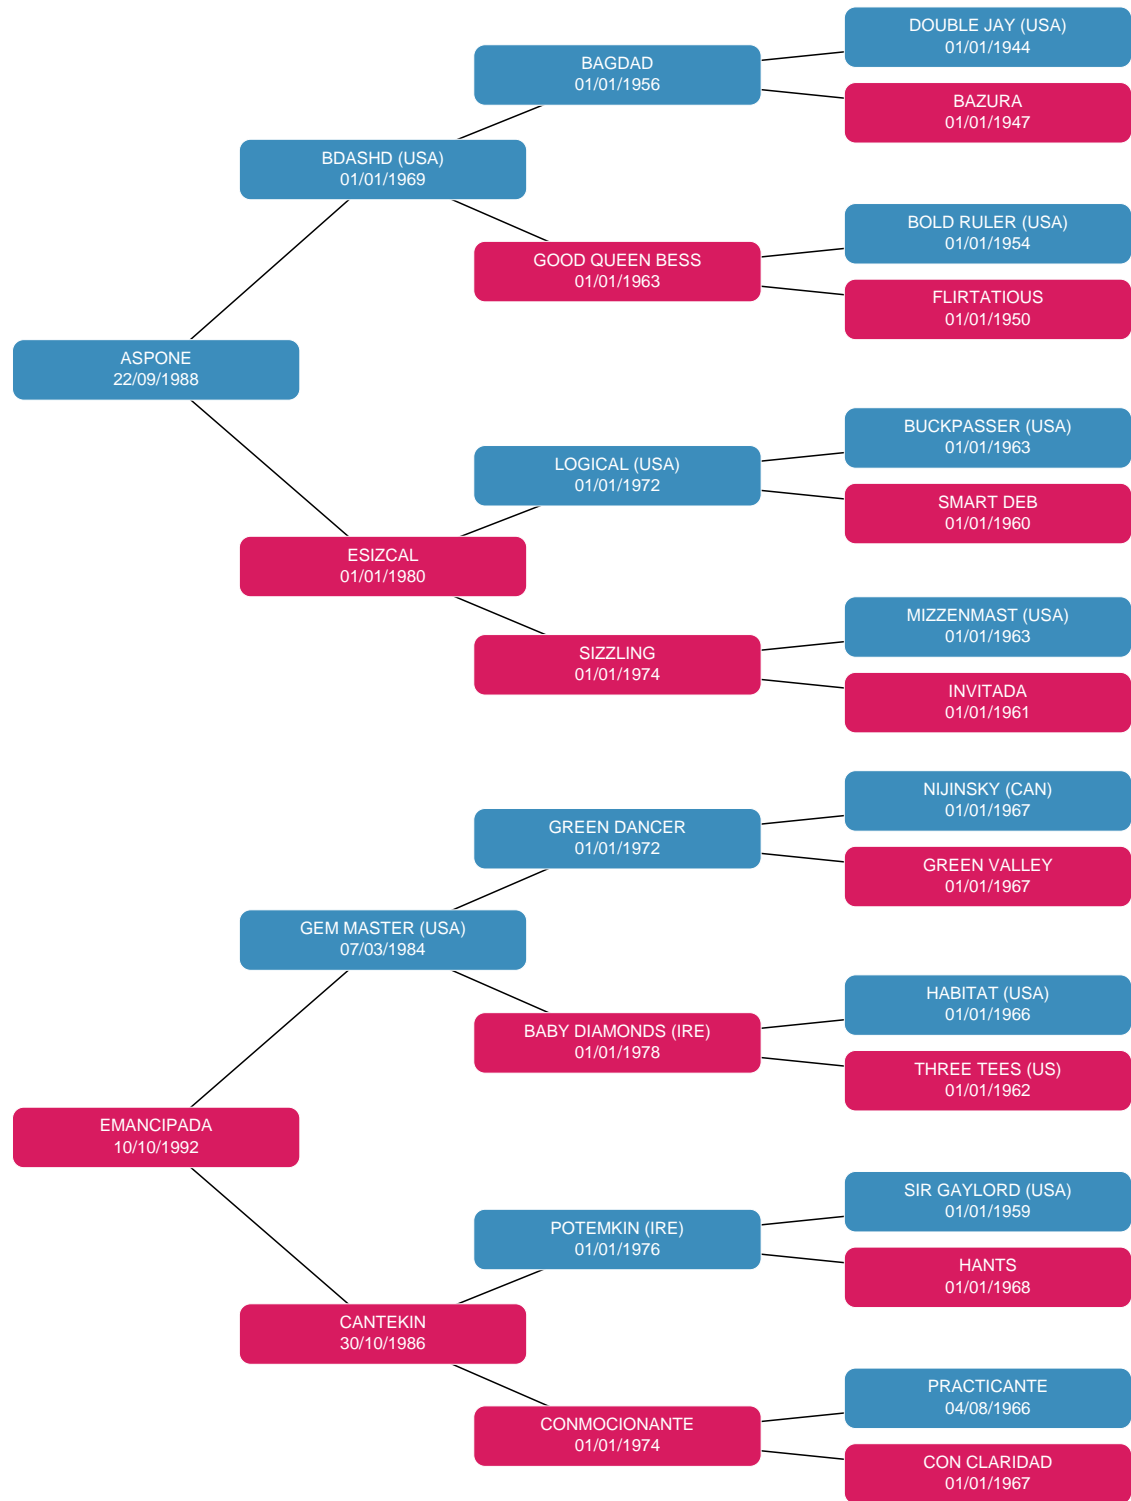 DOUBLE JAY (USA)
01/01/1944
BAGDAD
01/01/1956
BAZURA
01/01/1947
BDASHD (USA)
01/01/1969
BOLD RULER (USA)
01/01/1954
GOOD QUEEN BESS
01/01/1963
FLIRTATIOUS
01/01/1950
ASPONE
22/09/1988
BUCKPASSER (USA)
01/01/1963
LOGICAL (USA)
01/01/1972
SMART DEB
01/01/1960
ESIZCAL
01/01/1980
MIZZENMAST (USA)
01/01/1963
SIZZLING
01/01/1974
INVITADA
01/01/1961
NIJINSKY (CAN)
01/01/1967
GREEN DANCER
01/01/1972
GREEN VALLEY
01/01/1967
GEM MASTER (USA)
07/03/1984
HABITAT (USA)
01/01/1966
BABY DIAMONDS (IRE)
01/01/1978
THREE TEES (US)
01/01/1962
EMANCIPADA
10/10/1992
SIR GAYLORD (USA)
01/01/1959
POTEMKIN (IRE)
01/01/1976
HANTS
01/01/1968
CANTEKIN
30/10/1986
PRACTICANTE
04/08/1966
CONMOCIONANTE
01/01/1974
CON CLARIDAD
01/01/1967